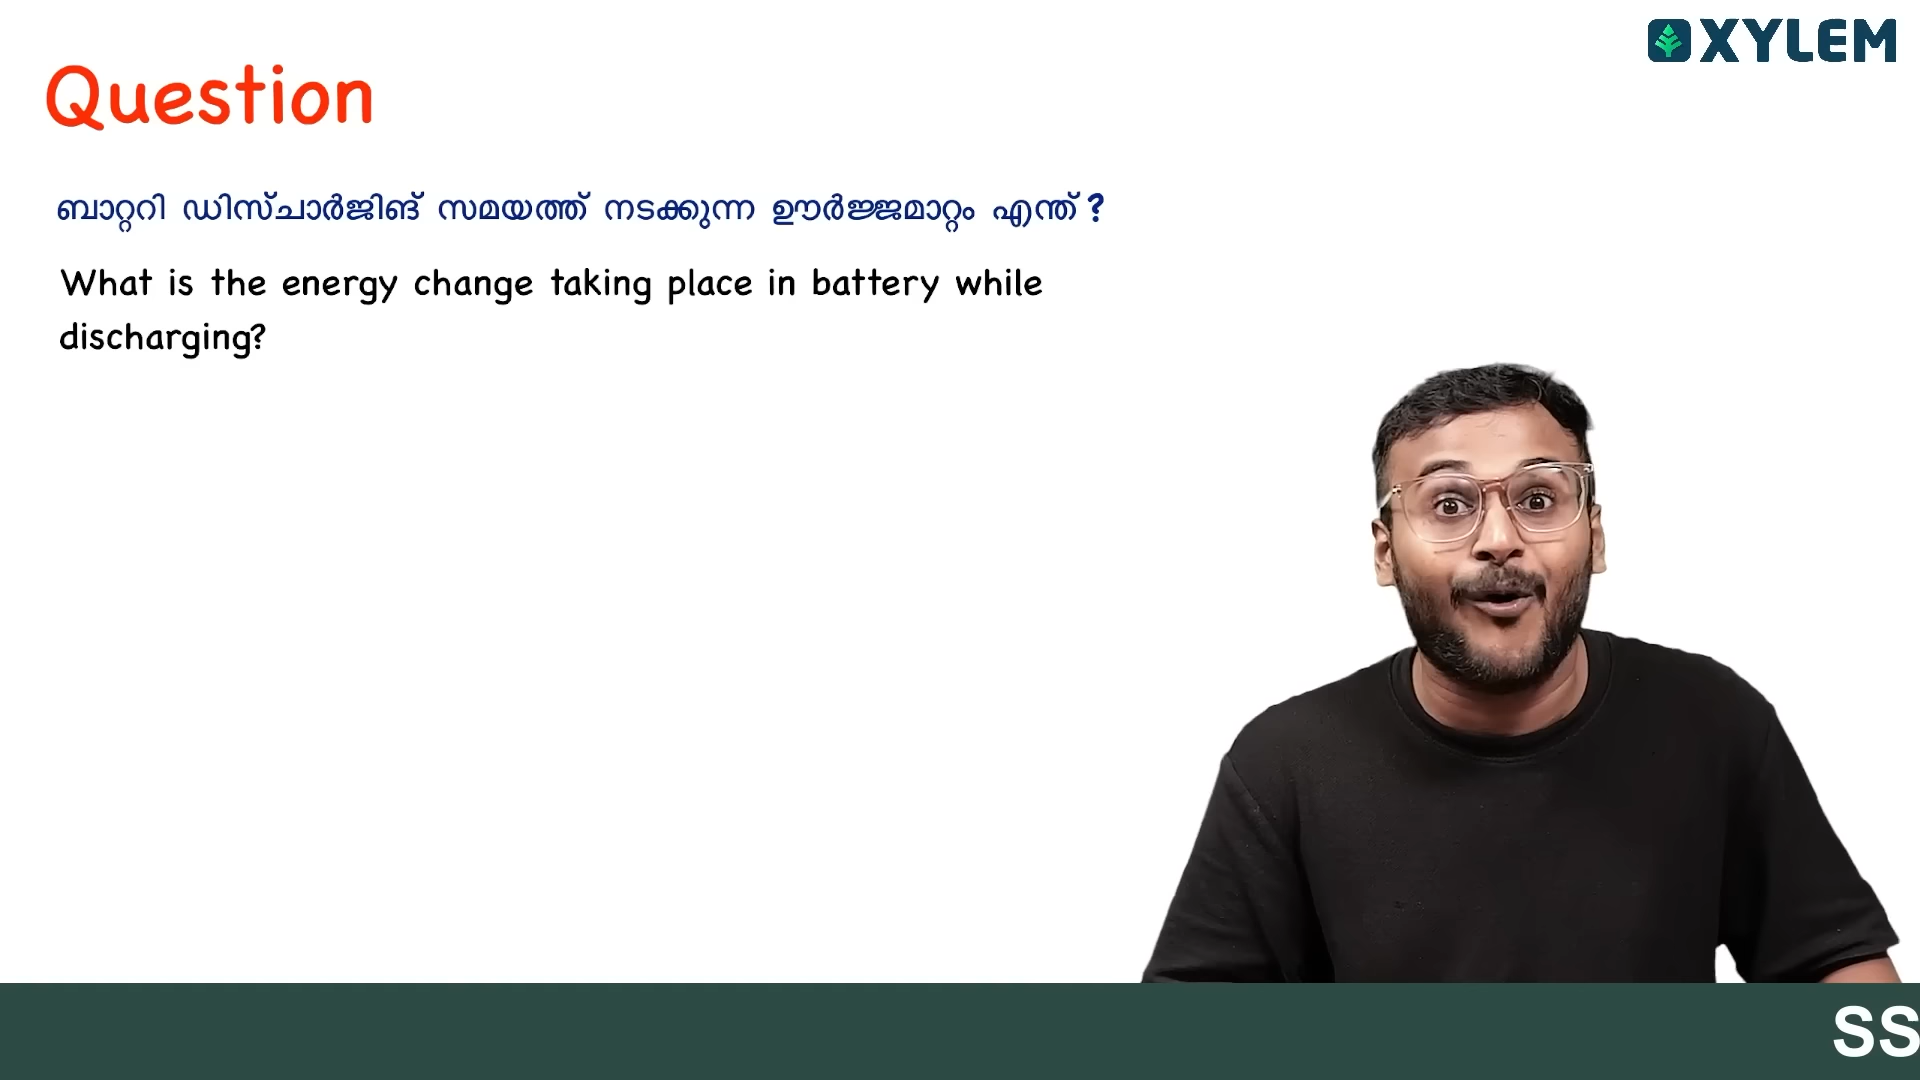 XYLEM
Question
ബാറ്ററി ഡിസ്ചാർജിങ് സമയത്ത് നടക്കുന്ന ഊർജ്ജമാറ്റം എന്ത് ?
What is the energy change taking place in battery while
discharging?
SS